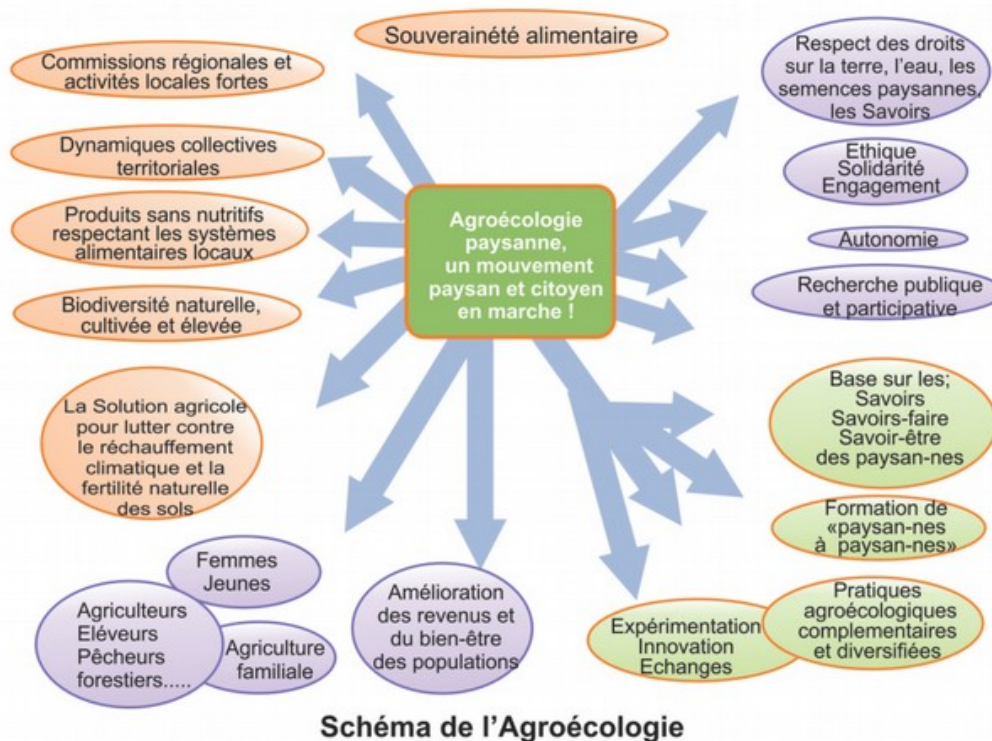 Souveraineté alimentaire
Commissions régionales et
activités locales fortes
Dynamiques collectives
territoriales
Produits sans nutritifs
respectant les systèmes
alimentaires locaux
Biodiversité naturelle,
cultivée et élevée
La Solution agricole
pour lutter contre
le réchauffement
climatique et la
fertilité naturelle
des sols
Agroécologie
paysanne,
un mouvement
paysan et citoyen
en marche !
Respect des droits
sur la terre, l'eau, les
semences paysannes,
les Savoirs
Ethique
Solidarité
Engagement
Autonomie
Recherche publique
et participative
Base sur les;
Savoirs
Savoirs-faire
Savoir-être
des paysan-nes
Formation de
«paysan-nes
à paysan-nes»
Pratiques
agroécologiques
complementaires
et diversifiées
Expérimentation
Innovation
Echanges
Amélioration
des revenus et
du bien-être
des populations
Femmes
Jeunes
Agriculteurs
Eléveurs
Pêcheurs
forestiers.....
Agriculture
familiale
Schéma de l'Agroécologie